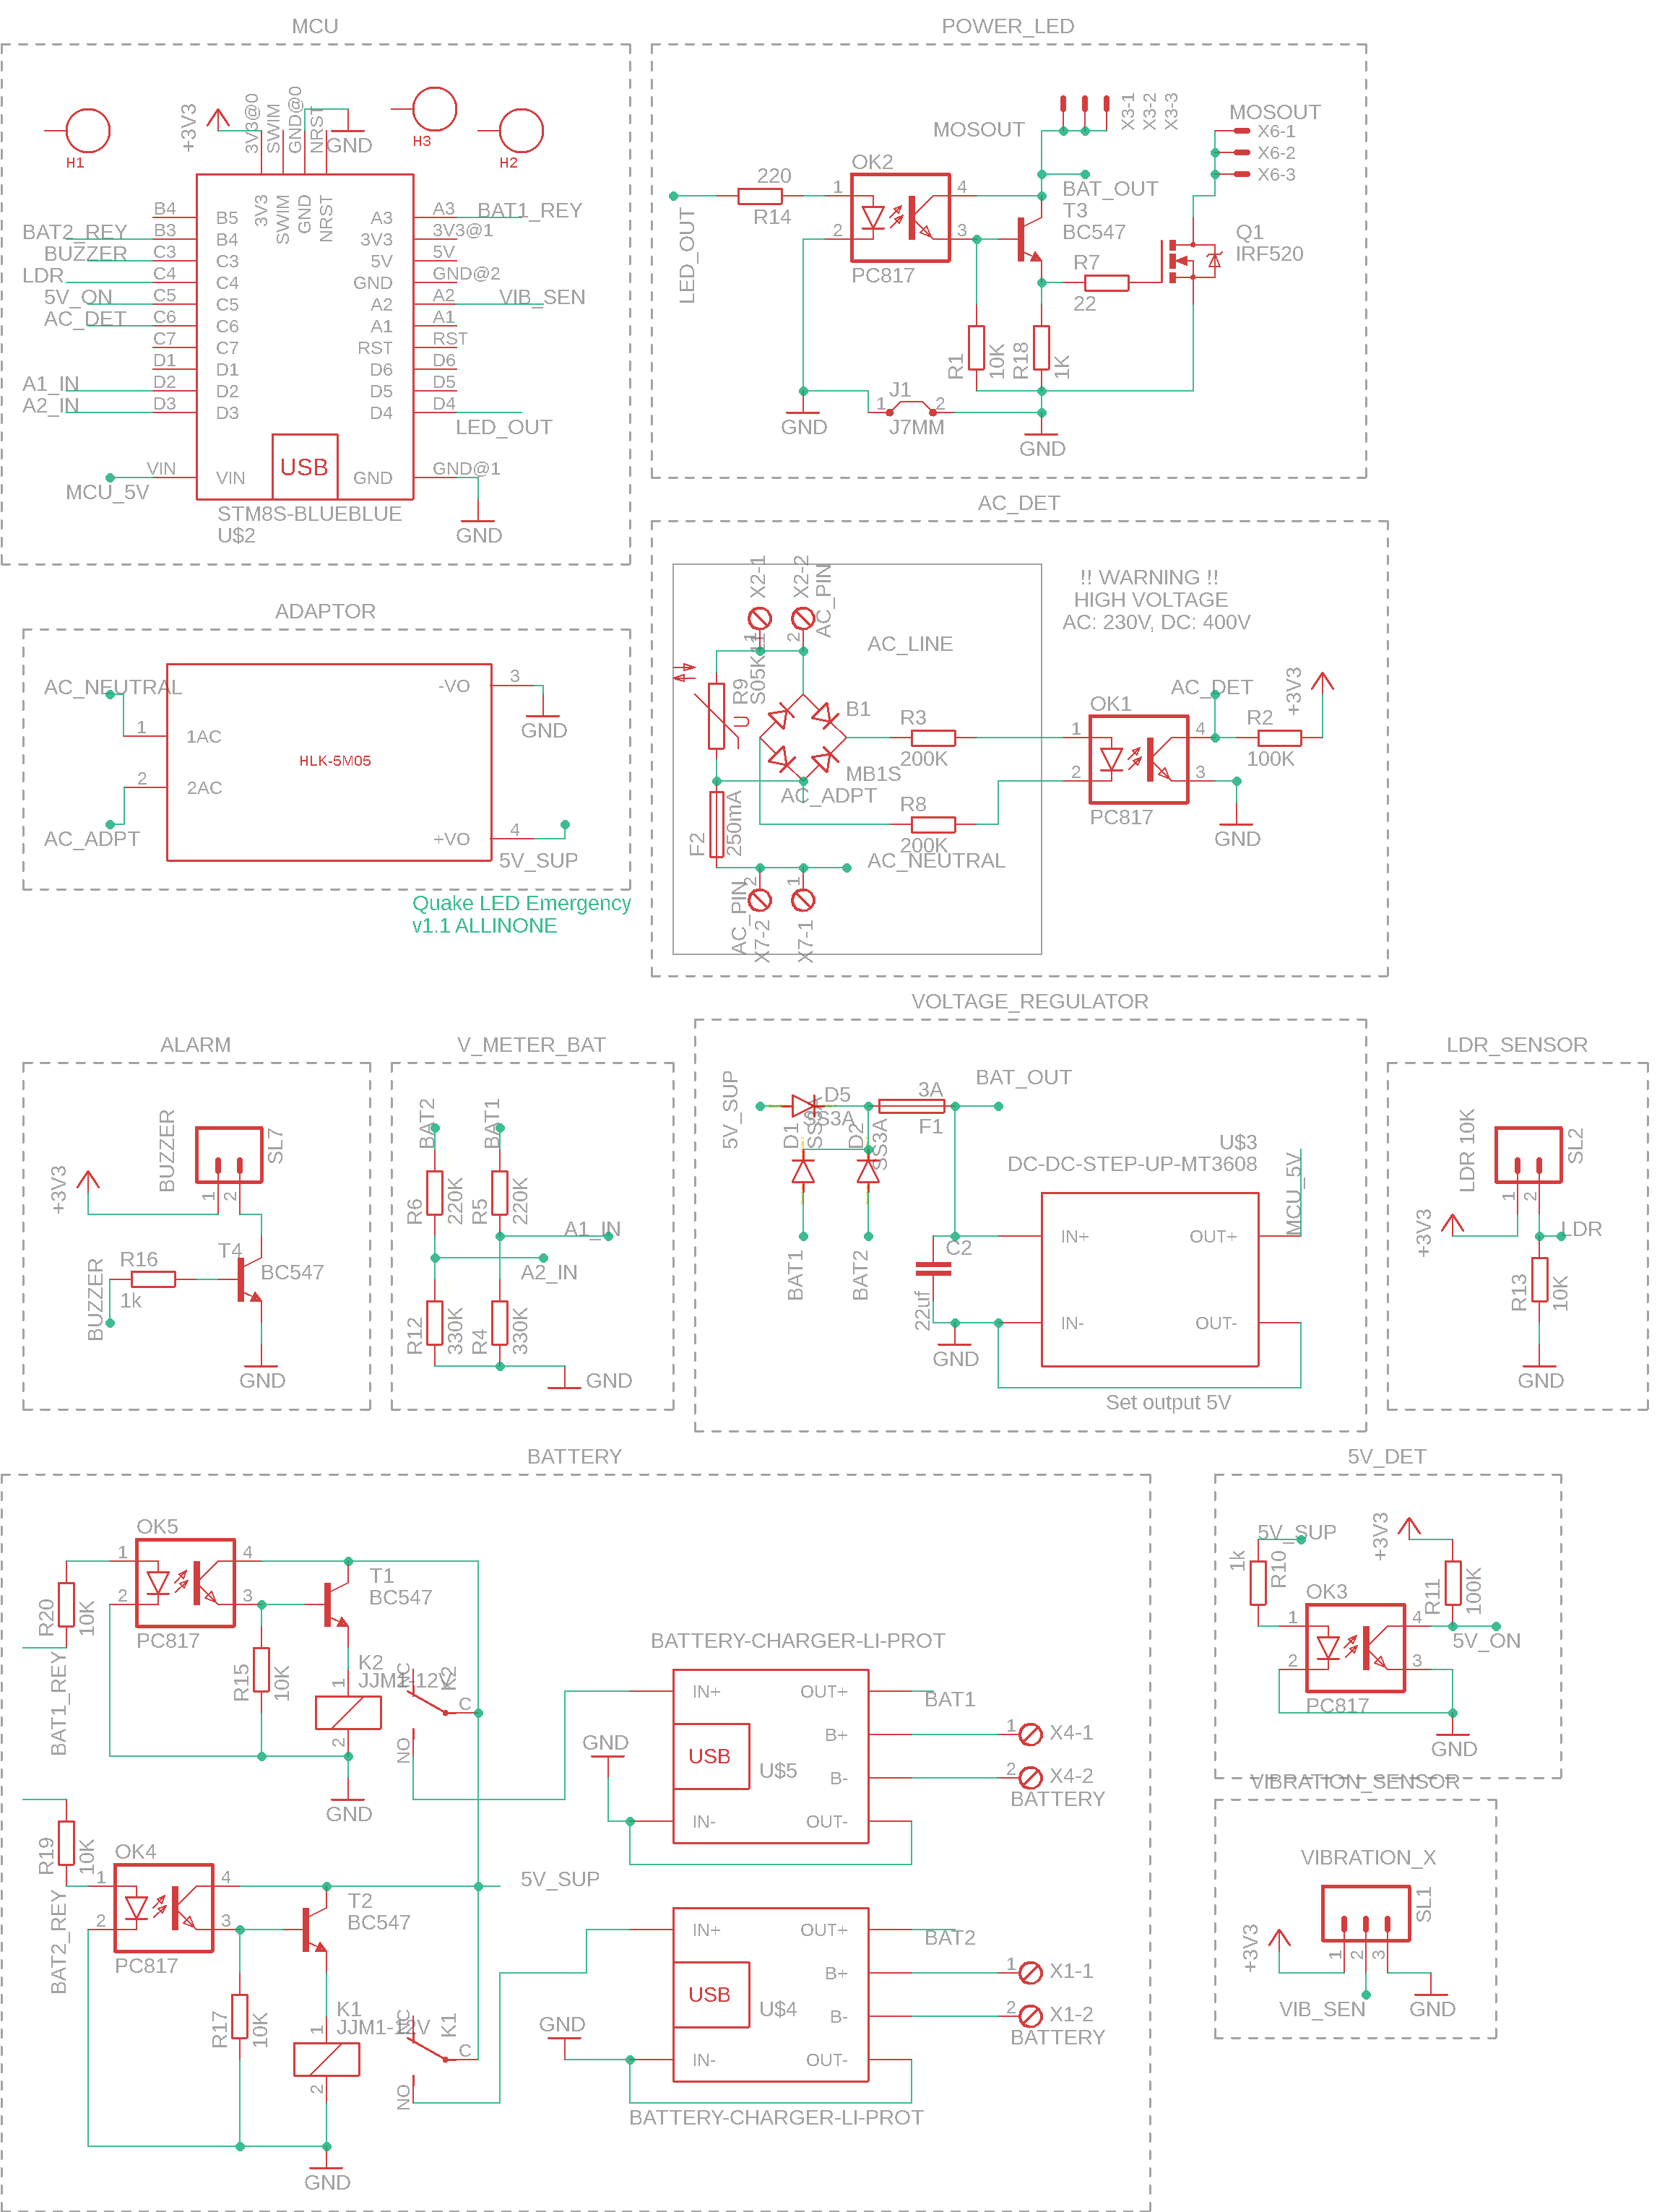 MCU
H1
+3V3
3V3@0
SWIM
GND@0
NRST
GND
H3
H2
B4
B3
C3
C4
C5
C6
C7
D1
D2
D3
VIN
BAT2_REY
BUZZER
LDR
5V_ON
AC_DET
A1_IN
A2_IN
MCU_5V
3V3
SWIM
GND
NRST
B5
B4
C3
C4
C5
C6
C7
D1
D2
D3
VIN
A3
3V3
5V
GND
A2
A1
RST
D6
D5
D4
GND
USB
A3
3V3@1
5V
GND@2
A2
A1
RST
D6
D5
D4
GND@1
BAT1_REY
VIB_SEN
LED_OUT
GND
STM8S-BLUEBLUE
U$2
POWER_LED
MOSOUT
X3-1
X3-2
X3-3
MOSOUT
X6-1
X6-2
X6-3
LED_OUT
220
R14
OK2
1
2
4
3
PC817
BAT_OUT
T3
BC547
R7
22
Q1
IRF520
R1
10K
R18
1K
GND
J1
1
2
J7MM
GND
ADAPTOR
AC_NEUTRAL
1
2
AC_ADPT
1AC
2AC
HLK-5M05
-VO
+VO
3
4
GND
5V_SUP
Quake LED Emergency
v1.1 ALLINONE
AC_DET
X2-1
X2-2
AC_PIN
1
2
AC_LINE
R9
U
B1
MB1S
AC_ADPT
F2
250mA
R3
200K
R8
200K
AC_NEUTRAL
2
1
AC_PIN
X7-2
X7-1
!! WARNING !!
HIGH VOLTAGE
AC: 230V, DC: 400V
OK1
1
2
4
3
PC817
AC_DET
R2
100K
+3V3
GND
ALARM
BUZZER
SL7
1
2
+3V3
R16
1k
BUZZER
T4
BC547
GND
V_METER_BAT
BAT2
BAT1
R6
220K
R5
220K
A1_IN
A2_IN
R12
330K
R4
330K
GND
VOLTAGE_REGULATOR
5V_SUP
D5
SS3A
D1
SS3A
D2
SS3A
3A
F1
BAT_OUT
BAT1
BAT2
C2
22uf
GND
U$3
DC-DC-STEP-UP-MT3608
IN+
IN-
OUT+
OUT-
MCU_5V
Set output 5V
LDR_SENSOR
LDR 10K
SL2
1
2
+3V3
LDR
R13
10K
GND
BATTERY
OK5
1
2
4
3
PC817
R20
10K
BAT1_REY
R15
10K
T1
BC547
K2
JJM1-12V
1
2
GND
NC
K2
C
NO
OK4
1
2
4
3
PC817
R19
10K
BAT2_REY
R17
10K
T2
BC547
K1
JJM1-12V
1
2
GND
NC
K1
C
NO
5V_SUP
BATTERY-CHARGER-LI-PROT
IN+
IN-
USB
U$5
OUT+
B+
B-
OUT-
GND
BAT1
1
X4-1
2
X4-2
BATTERY
IN+
IN-
USB
U$4
OUT+
B+
B-
OUT-
GND
BAT2
1
X1-1
2
X1-2
BATTERY
BATTERY-CHARGER-LI-PROT
5V_DET
5V_SUP
1k
R10
+3V3
R11
100K
OK3
1
2
4
3
PC817
5V_ON
GND
VIBRATION_SENSOR
VIBRATION_X
SL1
1
2
3
+3V3
VIB_SEN
GND